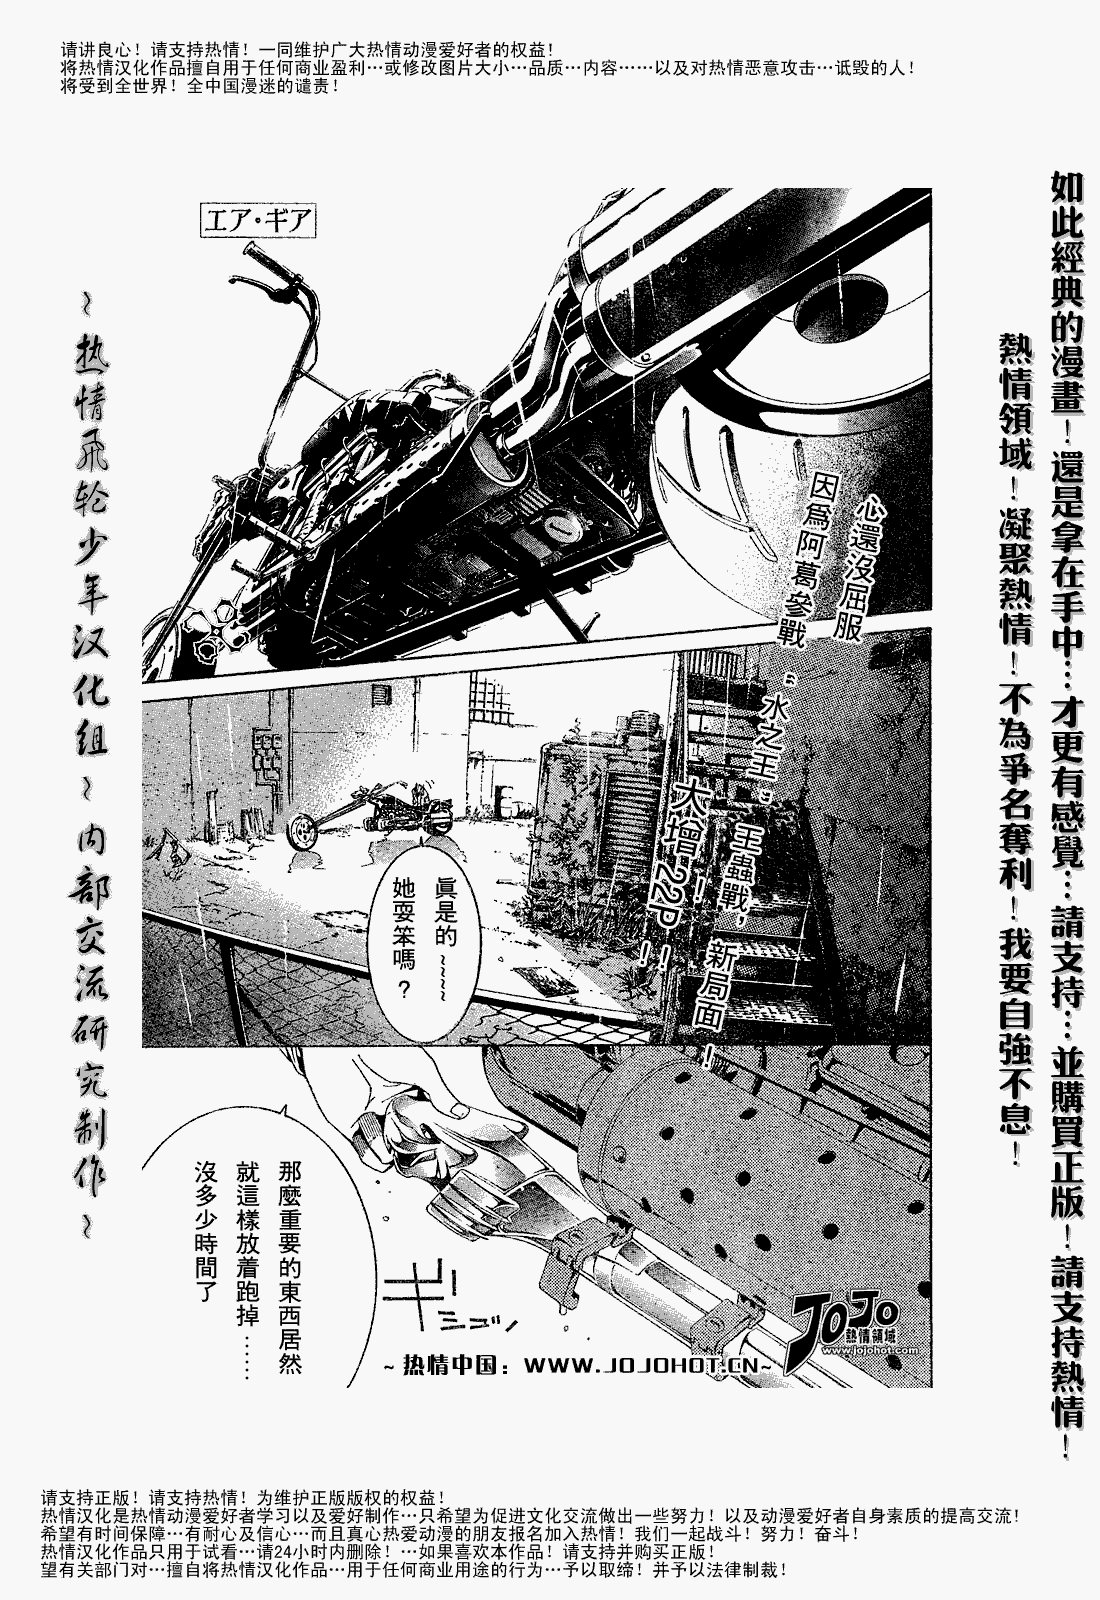 请讲良心！请支持热情！一同维护广大热情动漫爱好者的权益！
将热情汉化作品擅自用于任何商业盈利…或修改图片大小…品质…内容……以及对热情恶意攻击…诋毁的人！
将受到全世界！全中国漫迷的谴责！
如此經典的漫畫！還是拿在手中…才更有感覺…請支持…並購買正版！請支持熱情！
熱情領域！凝聚熱情！不為爭名奪利！我要自強不息！
エア・ギア
~热情飛轮少年汉化组~内部交流研究制作~
心還沒屈服
因爲阿葛參戰
"水之王"
王蟲戰，新局面！
大增22P！！
眞是的~~~~
她耍笨嗎？
那麼重要的東西居然
就這樣放着跑掉……
沒多少時間了
ギシュン
JOJO
熱情領域
www.jojohot.com
~热情中国：WWW.JOJOHOT.CN~
请支持正版！请支持热情！为维护正版版权的权益！
热情汉化是热情动漫爱好者学习以及爱好制作…只希望为促进文化交流做出一些努力！以及动漫爱好者自身素质的提高交流！
希望有时间保障…有耐心及信心…而且真心热爱动漫的朋友报名加入热情！我们一起战斗！努力！奋斗！
热情汉化作品只用于试看…请24小时内删除！…如果喜欢本作品！请支持并购买正版！
望有关部门对…擅自将热情汉化作品…用于任何商业用途的行为…予以取缔！并予以法律制裁！